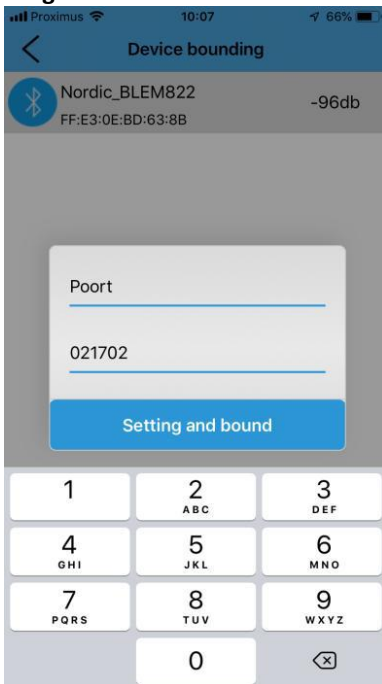 Proximus 10:07 66%
Device bounding
Nordic_BLEM822 -96db
FF:E3:0E:BD:63:8B
Poort
021702
Setting and bound
1 2 3
ABC DEF
4 5 6
GHI JKL MNO
7 8 9
PQRS TUV WXYZ
0